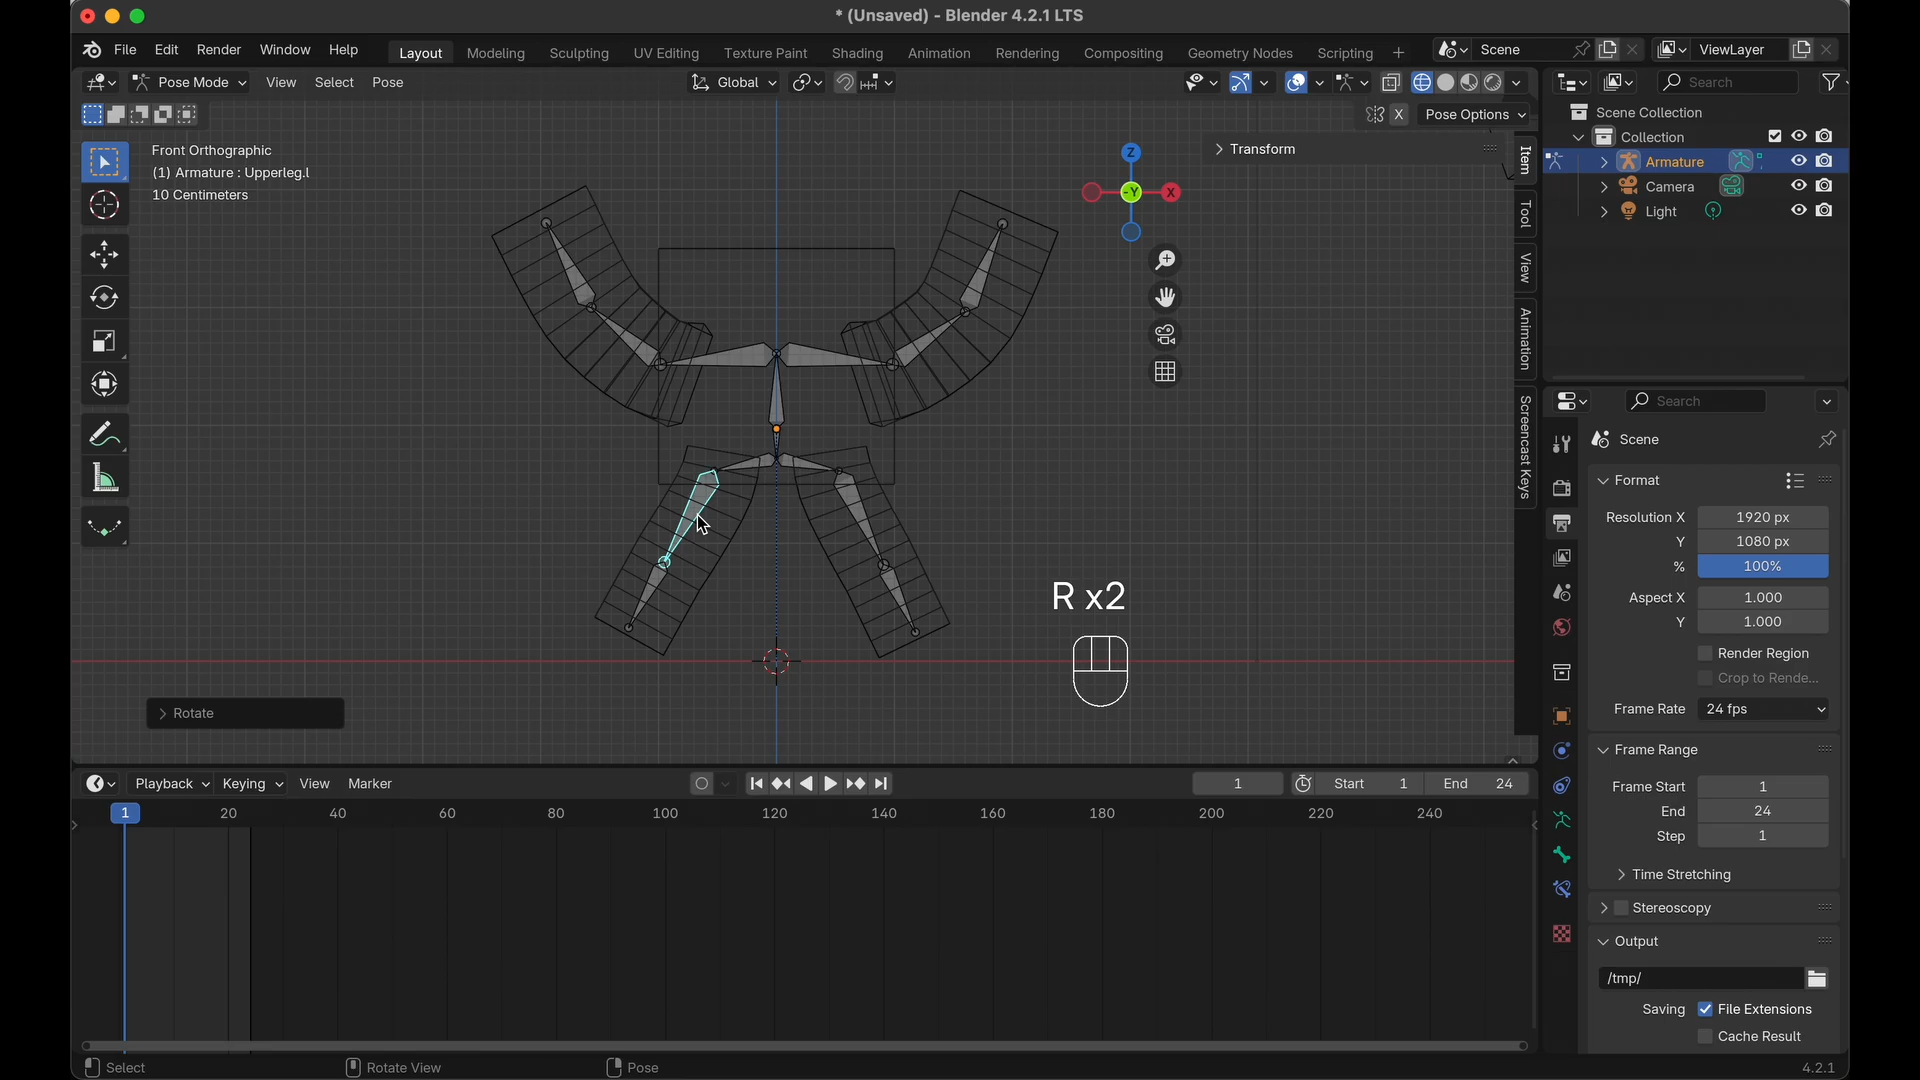 * (Unsaved) - Blender 4.2.1 LTS
File Edit Render Window Help Layout Modeling Sculpting UV Editing Texture Paint Shading Animation Rendering Compositing Geometry Nodes Scripting + Scene ViewLayer
Pose Mode View Select Pose Global Search
X Pose Options
Front Orthographic
(1) Armature : Upperleg.l
10 Centimeters
Transform
Z
X
-Y
Item
Tool
View
Animation
Screencast Keys
R x2
Rotate
Scene Collection
Collection
Armature
Camera
Light
Search
Scene
Format
Resolution X 1920 px
Y 1080 px
% 100%
Aspect X 1.000
Y 1.000
Render Region
Crop to Rende...
Frame Rate 24 fps
Frame Range
Frame Start 1
End 24
Step 1
Time Stretching
Stereoscopy
Output
/tmp/
Saving File Extensions
Cache Result
Playback Keying View Marker 1 Start 1 End 24
1 20 40 60 80 100 120 140 160 180 200 220 240
Select Rotate View Pose 4.2.1